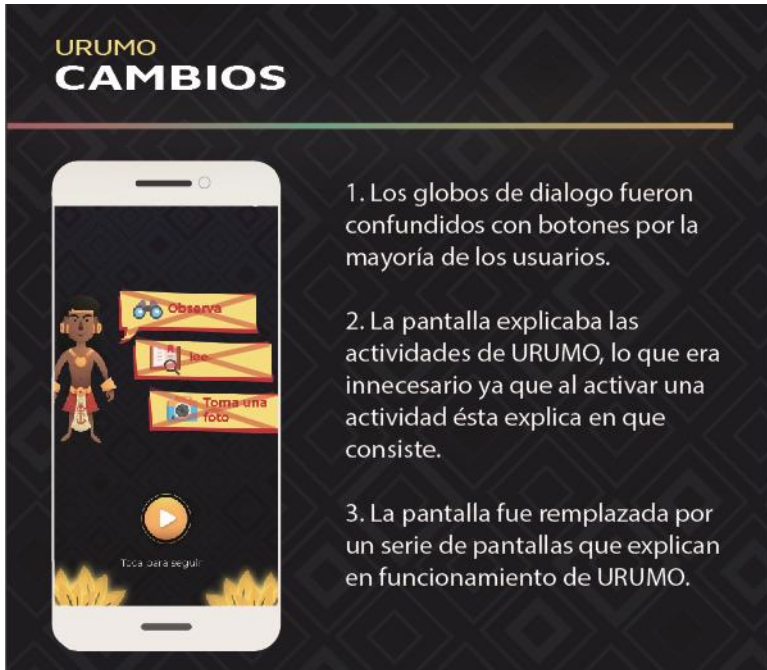 URUMO
CAMBIOS
Observa
lee
Toma una
foto
Toca para seguir
1. Los globos de dialogo fueron
confundidos con botones por la
mayoría de los usuarios.
2. La pantalla explicaba las
actividades de URUMO, lo que era
innecesario ya que al activar una
actividad ésta explica en que
consiste.
3. La pantalla fue remplazada por
un serie de pantallas que explican
en funcionamiento de URUMO.